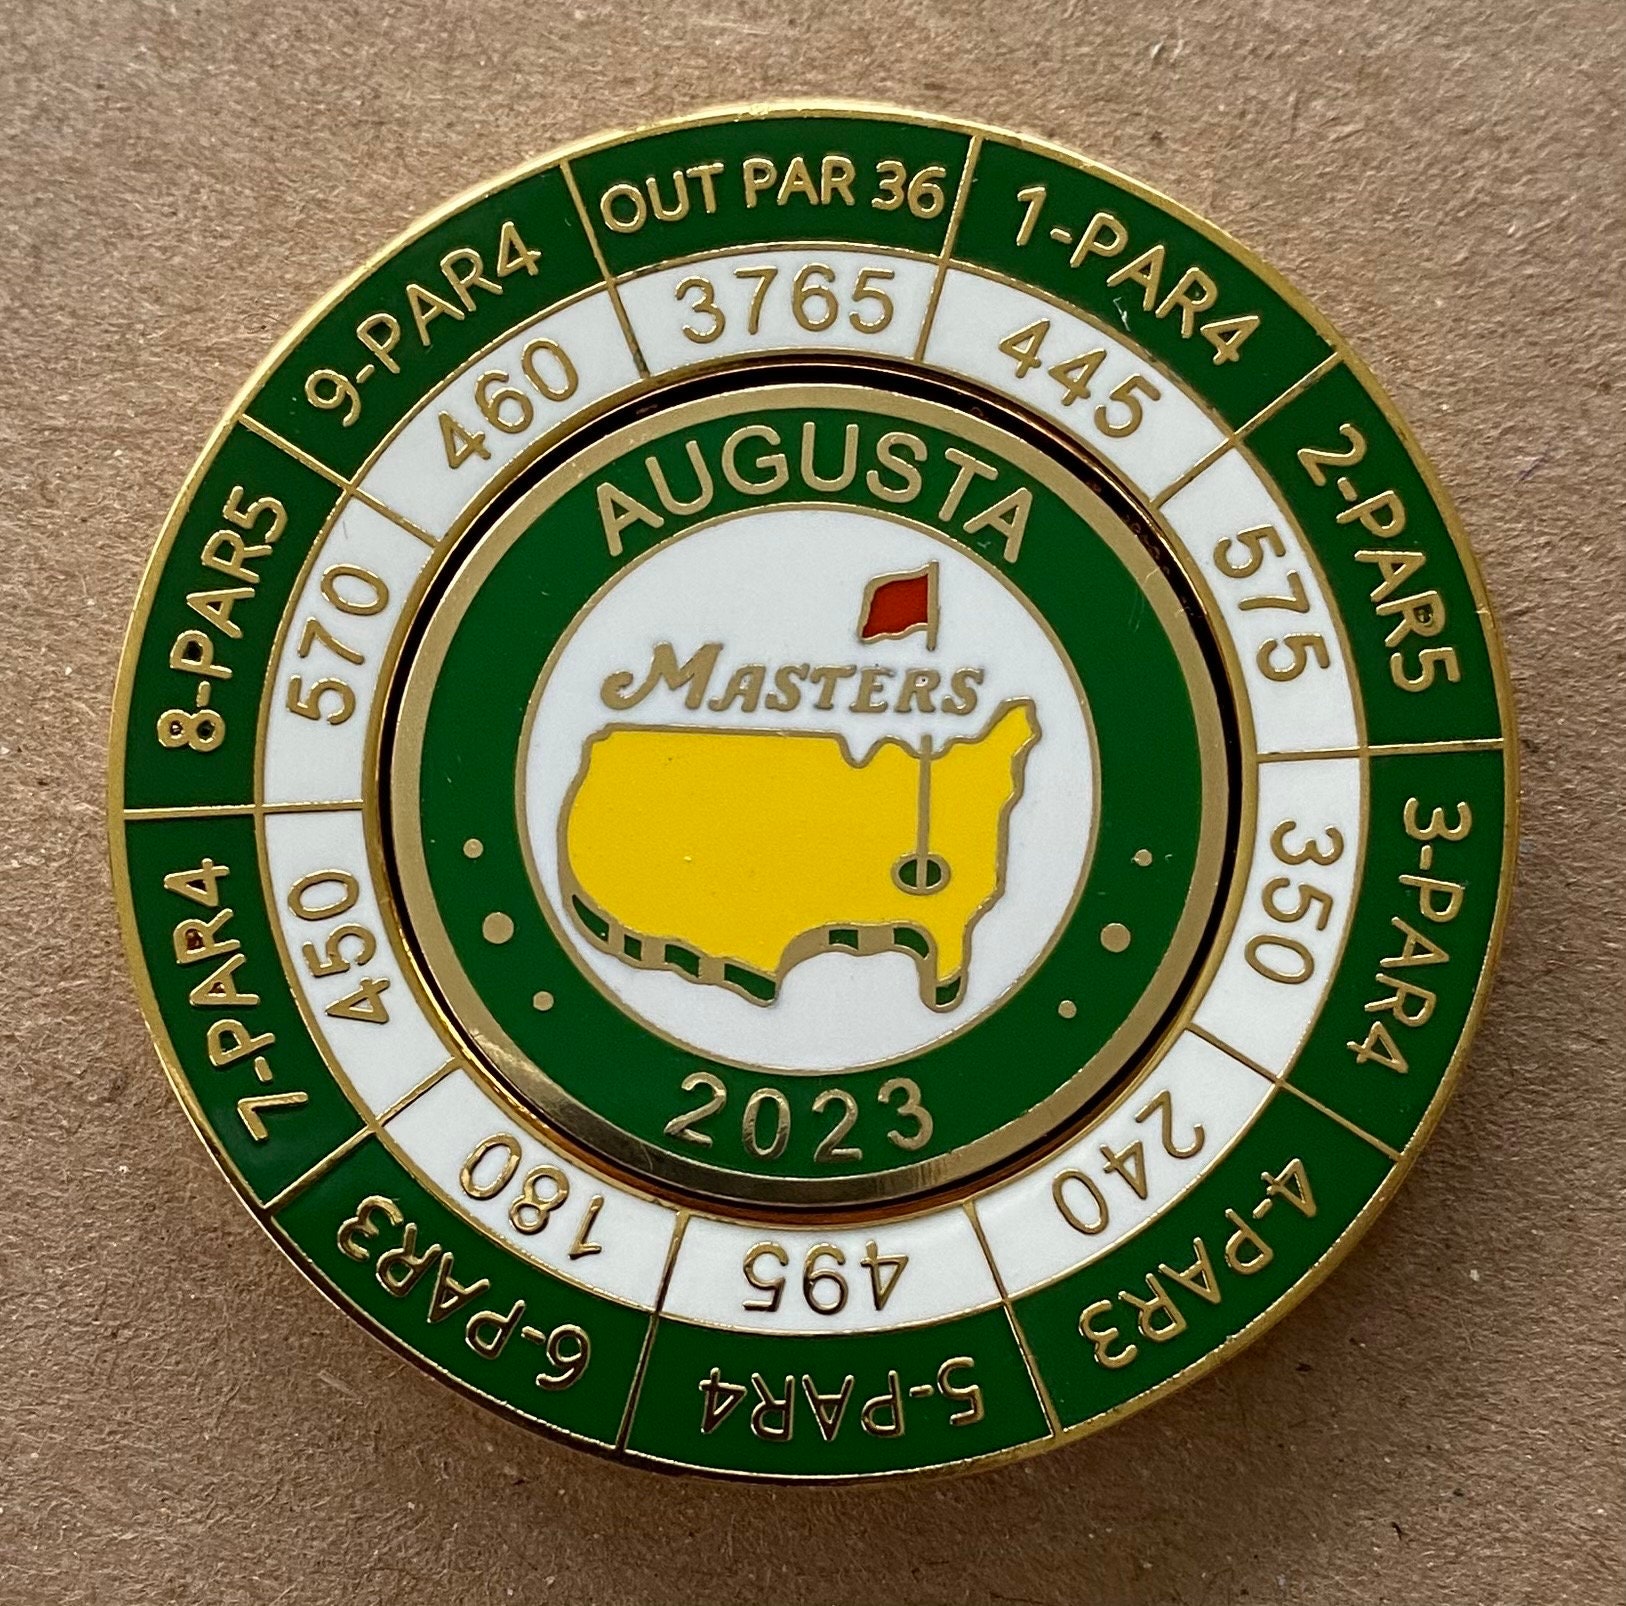 OUT PAR 36
3765
1-PAR4
445
2-PAR5
575
3-PAR4
350
4-PAR3
240
5-PAR4
495
6-PAR3
180
7-PAR4
450
8-PAR5
570
9-PAR4
460
AUGUSTA
MASTERS
2023